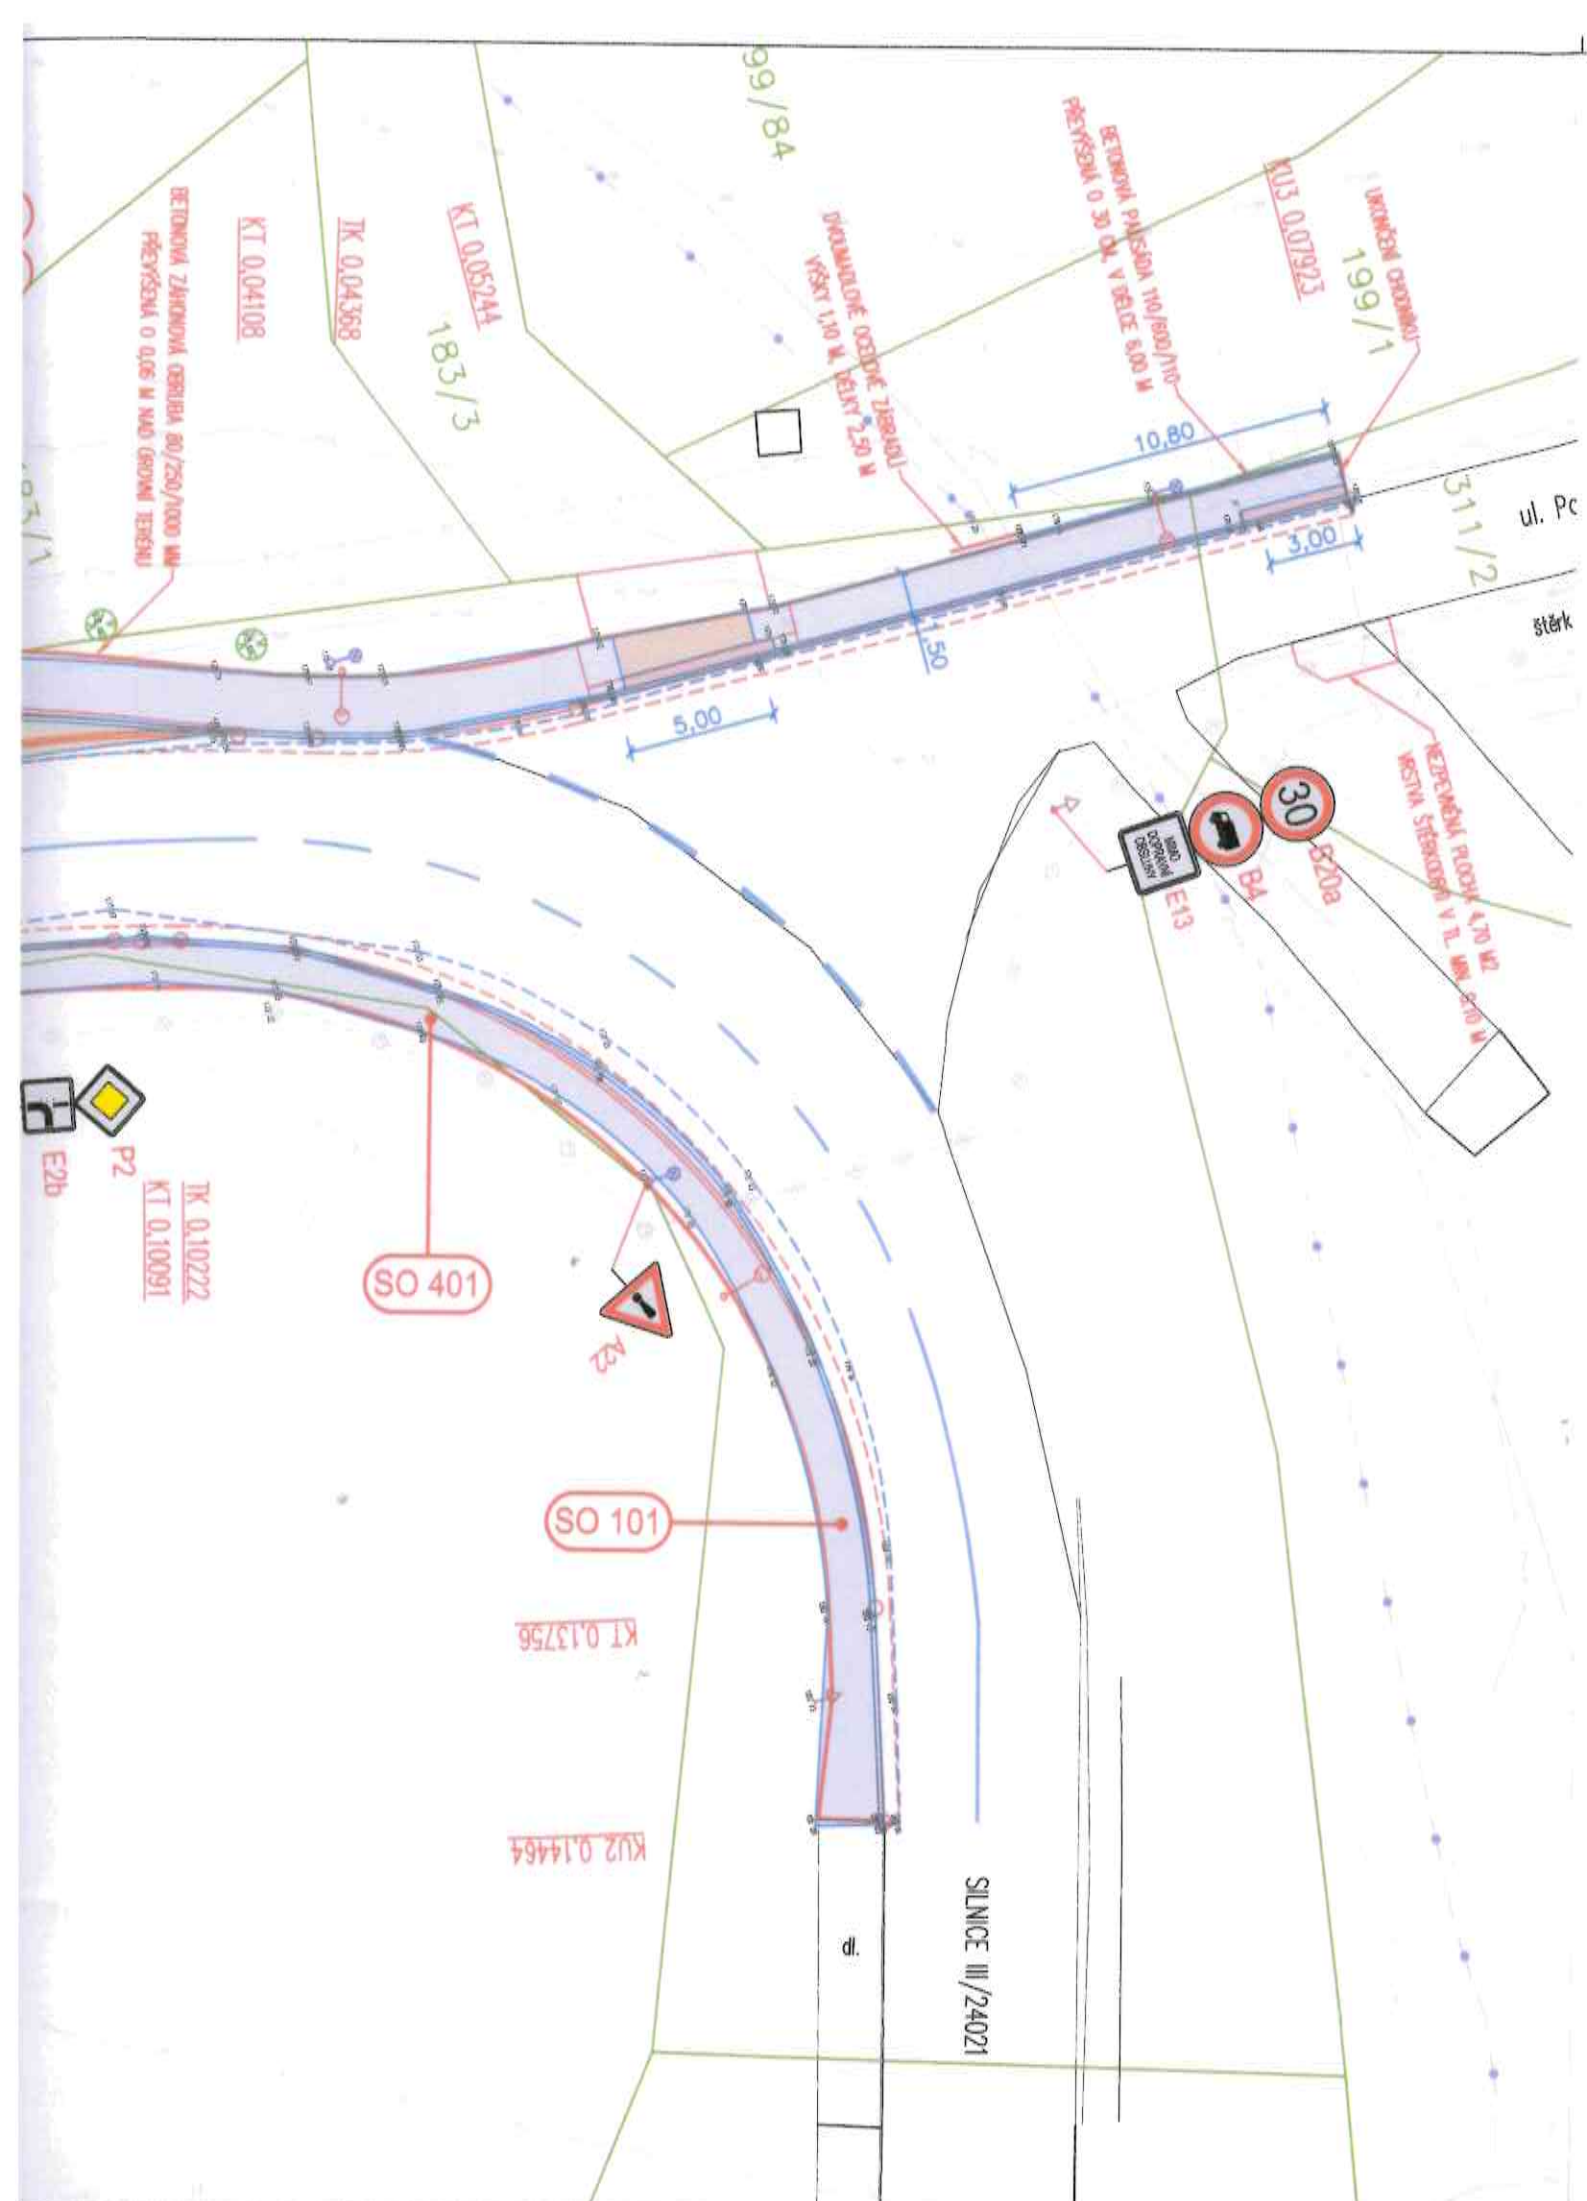 99/84
199/1
UKONČENÍ CHODNÍKU
KU3 0,07923
BETONOVÁ PALISÁDA 110/600/110
PŘEVÝŠENÁ O 30 CM, V DÉLCE 6,00 M
DVOUMADLOVÉ OCELOVÉ ZÁBRADLÍ
VÝŠKY 1,10 M, DÉLKY 2,50 M
KT 0,05244
TK 0,04368
KT 0,04108
183/3
BETONOVÁ ZÁHONOVÁ OBRUBA 80/250/1000 MM
PŘEVÝŠENÁ O 0,06 M NAD ÚROVNÍ TERÉNU
10,80
3,00
311/2
ul. Po
štěrk
1,50
5,00
NEZPEVNĚNÁ PLOCHA 4,70 M2
VRSTVA ŠTĚRKODRTI V TL. MIN. 0,10 M
30
B20a
B4
MIMO
DOPRAVNÍ
OBSLUHY
E13
P2
E2b
TK 0,10222
KT 0,10091
SO 401
A22
SO 101
KT 0,13756
KU2 0,14464
dl.
SILNICE III/24021